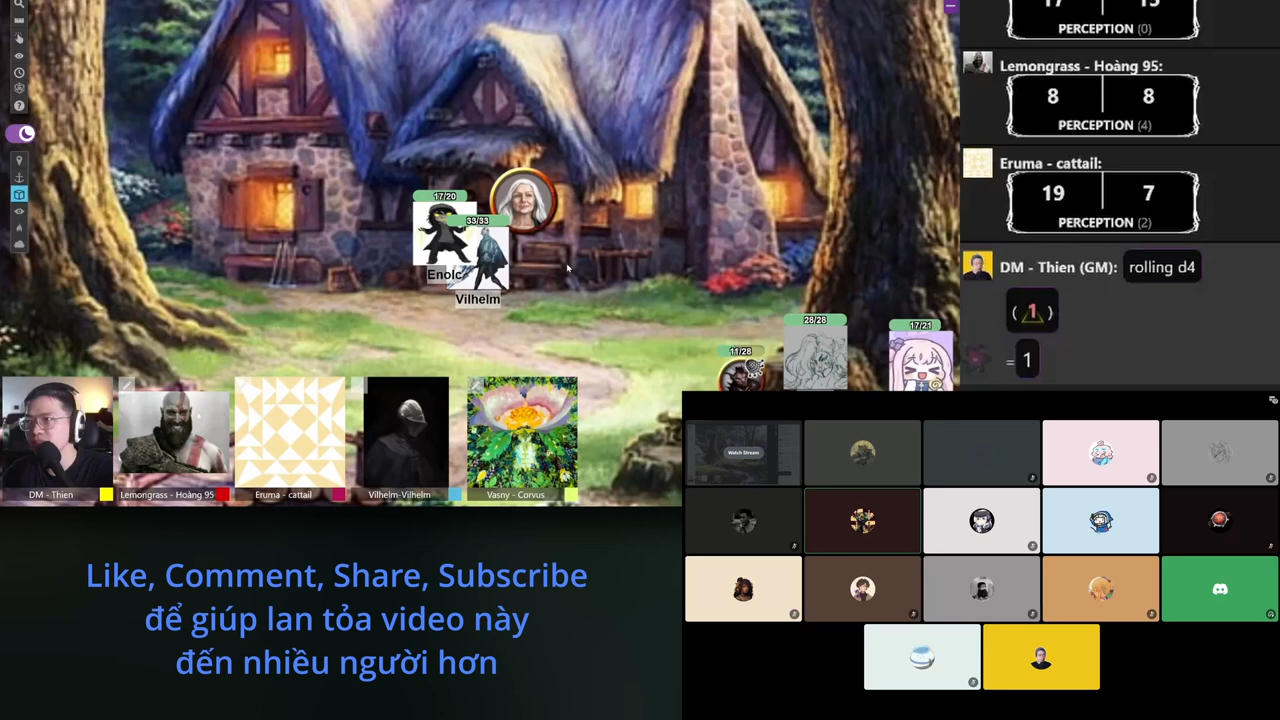 17 15
PERCEPTION (0)
Lemongrass - Hoàng 95:
8 8
PERCEPTION (4)
Eruma - cattail:
19 7
PERCEPTION (2)
DM - Thien (GM): rolling d4
(1)
=1
17/20
33/33
Enolc
Vilhelm
28/28
17/21
11/28
DM - Thien
Lemongrass - Hoàng 95
Eruma - cattail
Vilhelm-Vilhelm
Vasny - Corvus
Watch Stream
Like, Comment, Share, Subscribe
để giúp lan tỏa video này
đến nhiều người hơn